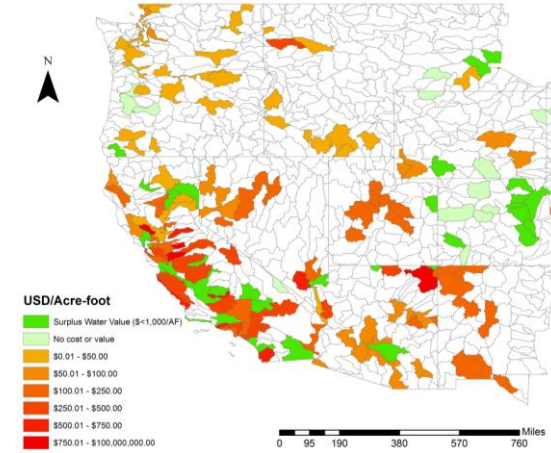 N
USD/Acre-foot
Surplus Water Value ($<1,000/AF)
No cost or value
$0.01 - $50.00
$50.01 - $100.00
$100.01 - $250.00
$250.01 - $500.00
$500.01 - $750.00
$750.01 - $100,000,000.00
Miles
0 95 190 380 570 760